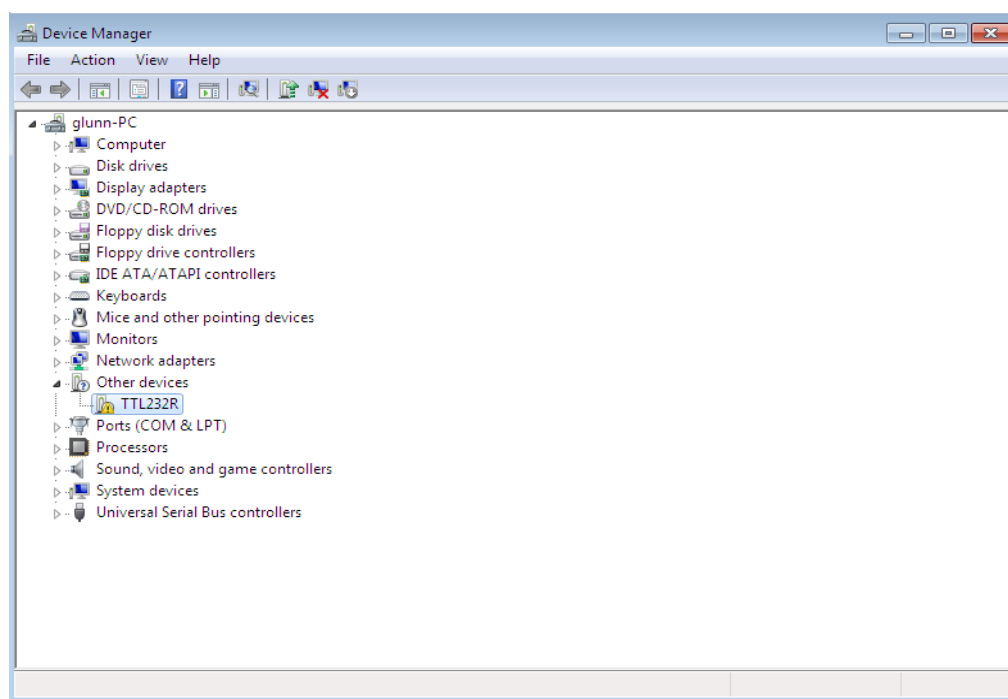 Device Manager
File Action View Help
glunn-PC
Computer
Disk drives
Display adapters
DVD/CD-ROM drives
Floppy disk drives
Floppy drive controllers
IDE ATA/ATAPI controllers
Keyboards
Mice and other pointing devices
Monitors
Network adapters
Other devices
TTL232R
Ports (COM & LPT)
Processors
Sound, video and game controllers
System devices
Universal Serial Bus controllers